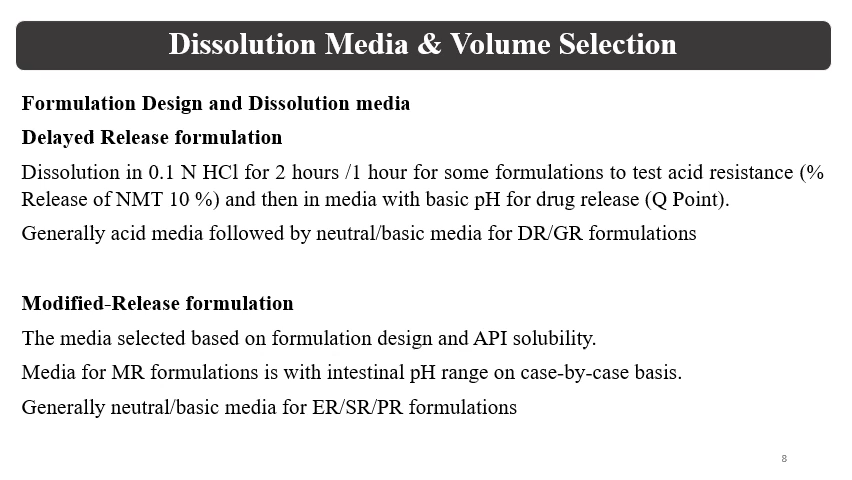 Dissolution Media & Volume Selection
Formulation Design and Dissolution media
Delayed Release formulation
Dissolution in 0.1 N HCl for 2 hours /1 hour for some formulations to test acid resistance (%
Release of NMT 10 %) and then in media with basic pH for drug release (Q Point).
Generally acid media followed by neutral/basic media for DR/GR formulations
Modified-Release formulation
The media selected based on formulation design and API solubility.
Media for MR formulations is with intestinal pH range on case-by-case basis.
Generally neutral/basic media for ER/SR/PR formulations
8